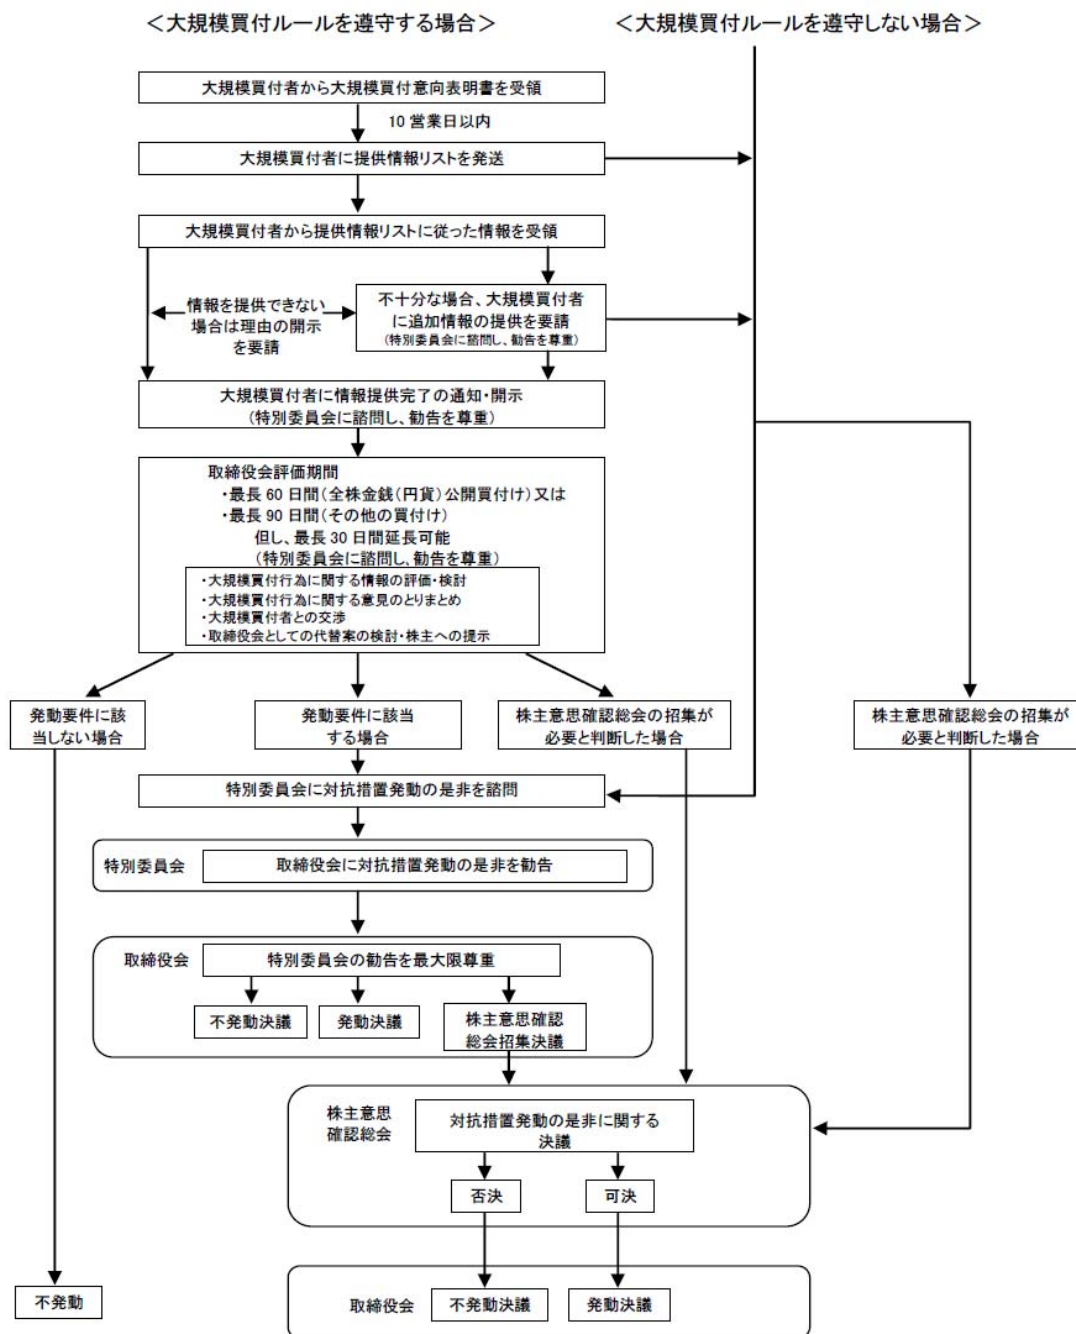 ＜大規模買付ルールを遵守する場合＞
＜大規模買付ルールを遵守しない場合＞
大規模買付者から大規模買付意向表明書を受領
10 営業日以内
大規模買付者に提供情報リストを発送
大規模買付者から提供情報リストに従った情報を受領
情報を提供できない
場合は理由の開示
を要請
不十分な場合、大規模買付者
に追加情報の提供を要請
（特別委員会に諮問し、勧告を尊重）
大規模買付者に情報提供完了の通知・開示
（特別委員会に諮問し、勧告を尊重）
取締役会評価期間
・最長 60 日間（全株金銭（円貨）公開買付け）又は
・最長 90 日間（その他の買付け）
但し、最長 30 日間延長可能
（特別委員会に諮問し、勧告を尊重）
・大規模買付行為に関する情報の評価・検討
・大規模買付行為に関する意見のとりまとめ
・大規模買付者との交渉
・取締役会としての代替案の検討・株主への提示
発動要件に該
当しない場合
発動要件に該当
する場合
株主意思確認総会の招集が
必要と判断した場合
株主意思確認総会の招集が
必要と判断した場合
特別委員会に対抗措置発動の是非を諮問
特別委員会
取締役会に対抗措置発動の是非を勧告
取締役会
特別委員会の勧告を最大限尊重
不発動決議
発動決議
株主意思確認
総会招集決議
株主意思
確認総会
対抗措置発動の是非に関する
決議
否決
可決
不発動
取締役会
不発動決議
発動決議